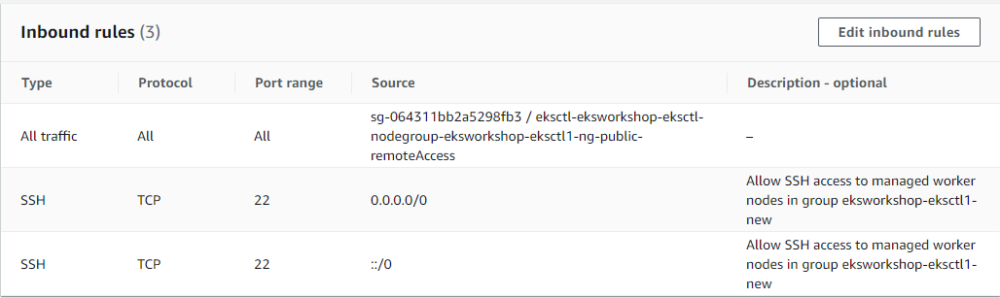 Inbound rules (3)
Edit inbound rules
Type Protocol Port range Source Description - optional
sg-064311bb2a5298fb3 / eksctl-eksworkshop-eksctl-
All traffic All All nodegroup-eksworkshop-eksctl1-ng-public- –
remoteAccess
Allow SSH access to managed worker
SSH TCP 22 0.0.0.0/0 nodes in group eksworkshop-eksctl1-
new
Allow SSH access to managed worker
SSH TCP 22 ::/0 nodes in group eksworkshop-eksctl1-
new